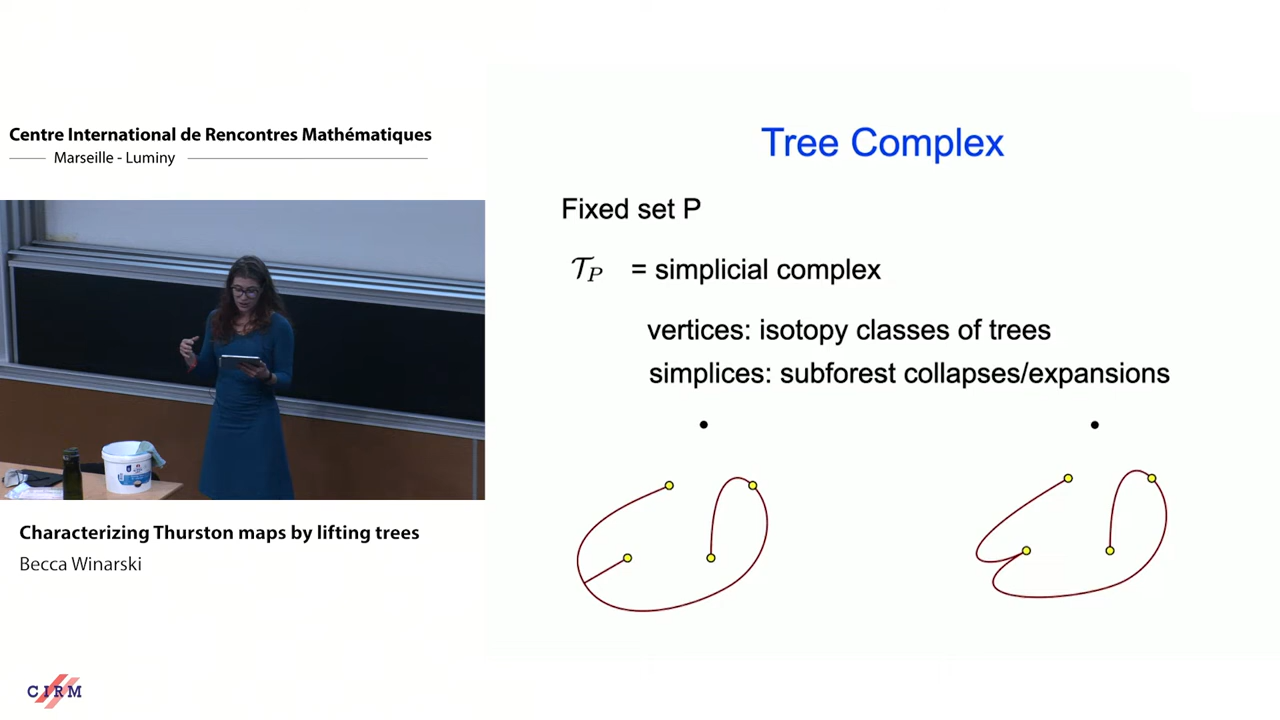 Centre International de Rencontres Mathématiques
Marseille - Luminy
Characterizing Thurston maps by lifting trees
Becca Winarski
CIRM
Tree Complex
Fixed set P
𝒯_P = simplicial complex
vertices: isotopy classes of trees
simplices: subforest collapses/expansions